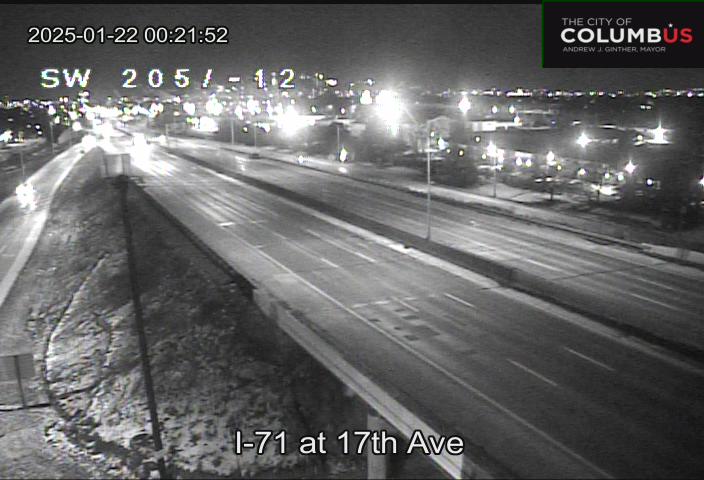 2025-01-22 00:21:52
THE CITY OF
COLUMBUS
ANDREW J. GINTHER, MAYOR
SW 205/-12
I-71 at 17th Ave